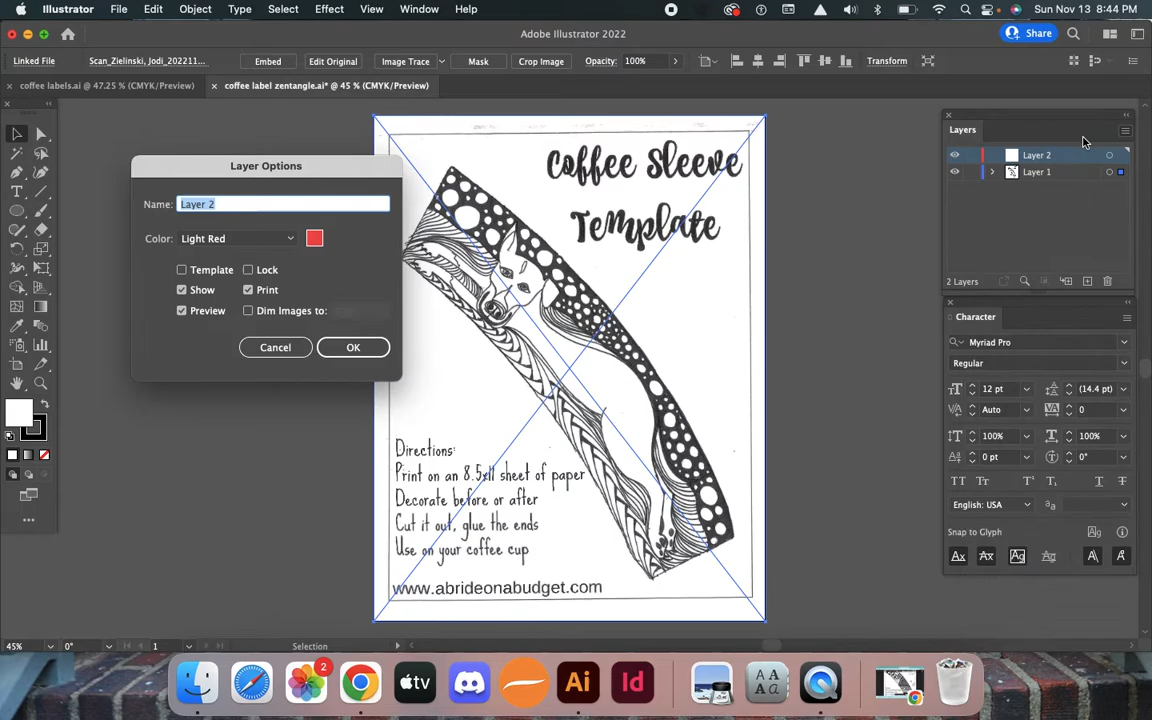 Illustrator File Edit Object Type Select Effect View Window Help Sun Nov 13 8:44 PM
Adobe Illustrator 2022
Share
Linked File Scan_Zielinski, Jodi_202211... Embed Edit Original Image Trace Mask Crop Image Opacity: 100% Transform
coffee labels.ai @ 47.25 % (CMYK/Preview)
coffee label zentangle.ai* @ 45 % (CMYK/Preview)
Layer Options
Name: Layer 2
Color: Light Red
Template Lock
Show Print
Preview Dim Images to:
Cancel OK
Coffee Sleeve
Template
Directions:
Print on an 8.5x11 sheet of paper
Decorate before or after
Cut it out, glue the ends
Use on your coffee cup
www.abrideonabudget.com
Layers
Layer 2
Layer 1
2 Layers
Character
Myriad Pro
Regular
12 pt (14.4 pt)
Auto 0
100% 100%
0 pt 0°
English: USA
Snap to Glyph
45% 0° 1 Selection
2
tv
Ai
Id